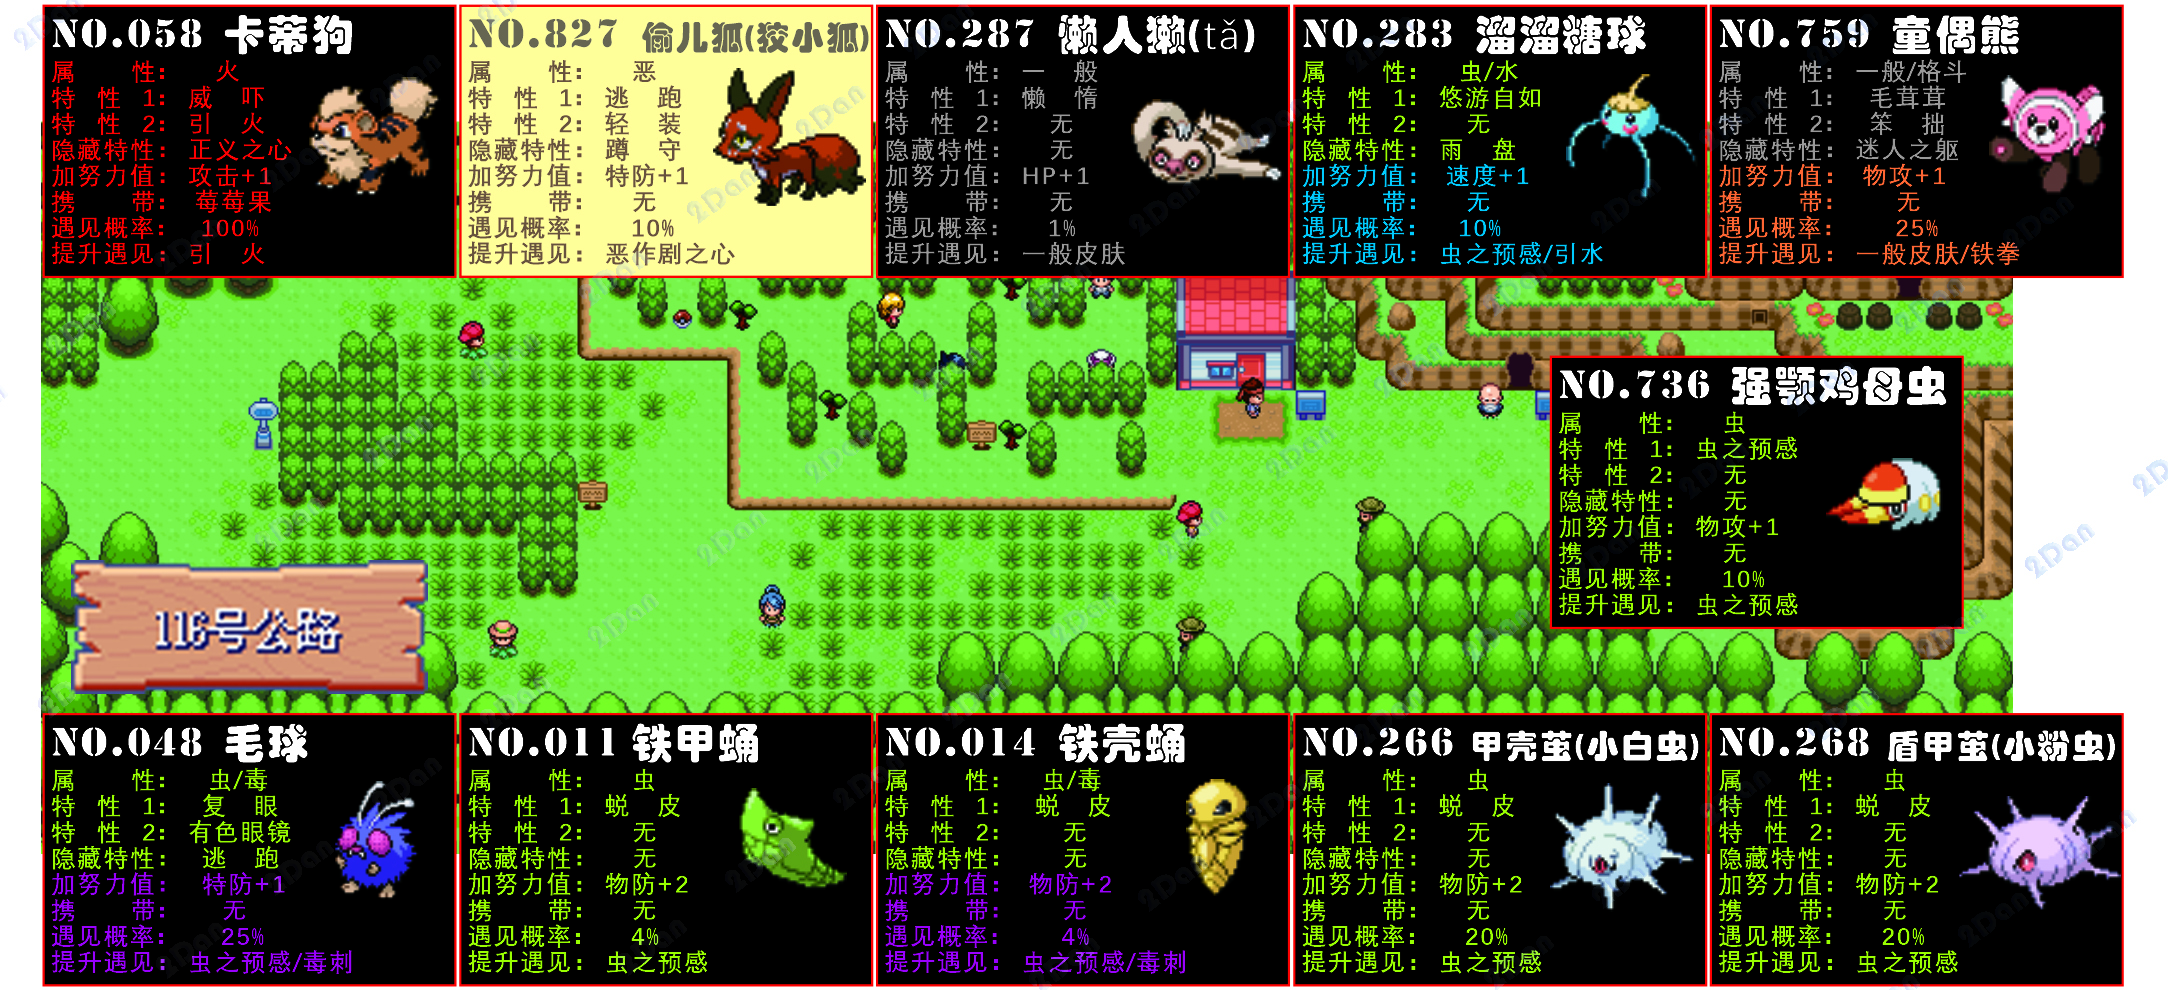 NO.058 卡蒂狗
属性： 火
特性1： 威吓
特性2： 引火
隐藏特性： 正义之心
加努力值： 攻击+1
携带： 莓莓果
遇见概率： 100%
提升遇见： 引火
NO.827 偷儿狐(狡小狐)
属性： 恶
特性1： 逃跑
特性2： 轻装
隐藏特性： 蹲守
加努力值： 特防+1
携带： 无
遇见概率： 10%
提升遇见： 恶作剧之心
NO.287 懒人獭(tǎ)
属性： 一般
特性1： 懒惰
特性2： 无
隐藏特性： 无
加努力值： HP+1
携带： 无
遇见概率： 1%
提升遇见： 一般皮肤
NO.283 溜溜糖球
属性： 虫/水
特性1： 悠游自如
特性2： 无
隐藏特性： 雨盘
加努力值： 速度+1
携带： 无
遇见概率： 10%
提升遇见： 虫之预感/引水
NO.759 童偶熊
属性： 一般/格斗
特性1： 毛茸茸
特性2： 笨拙
隐藏特性： 迷人之躯
加努力值： 物攻+1
携带： 无
遇见概率： 25%
提升遇见： 一般皮肤/铁拳
NO.736 强颚鸡母虫
属性： 虫
特性1： 虫之预感
特性2： 无
隐藏特性： 无
加努力值： 物攻+1
携带： 无
遇见概率： 10%
提升遇见： 虫之预感
116号公路
NO.048 毛球
属性： 虫/毒
特性1： 复眼
特性2： 有色眼镜
隐藏特性： 逃跑
加努力值： 特防+1
携带： 无
遇见概率： 25%
提升遇见： 虫之预感/毒刺
NO.011 铁甲蛹
属性： 虫
特性1： 蜕皮
特性2： 无
隐藏特性： 无
加努力值： 物防+2
携带： 无
遇见概率： 4%
提升遇见： 虫之预感
NO.014 铁壳蛹
属性： 虫/毒
特性1： 蜕皮
特性2： 无
隐藏特性： 无
加努力值： 物防+2
携带： 无
遇见概率： 4%
提升遇见： 虫之预感/毒刺
NO.266 甲壳茧(小白虫)
属性： 虫
特性1： 蜕皮
特性2： 无
隐藏特性： 无
加努力值： 物防+2
携带： 无
遇见概率： 20%
提升遇见： 虫之预感
NO.268 盾甲茧(小粉虫)
属性： 虫
特性1： 蜕皮
特性2： 无
隐藏特性： 无
加努力值： 物防+2
携带： 无
遇见概率： 20%
提升遇见： 虫之预感
2Dan